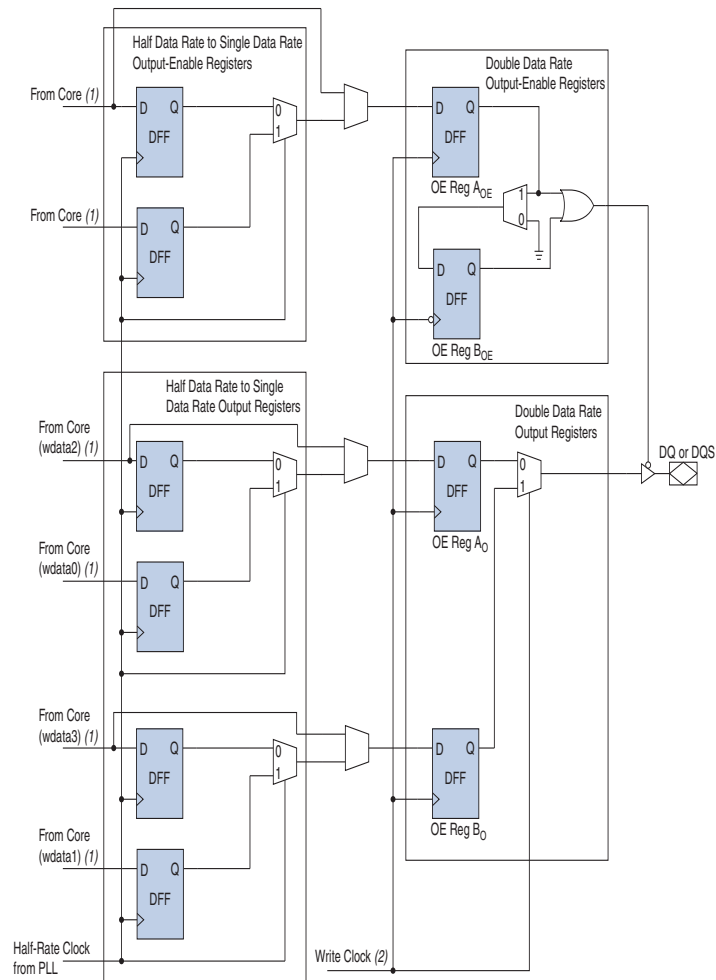 Half Data Rate to Single Data Rate
Output-Enable Registers
Double Data Rate
Output-Enable Registers
From Core (1)
D Q
DFF
0
1
D Q
DFF
OE Reg AOE
From Core (1)
D Q
DFF
1
0
D Q
DFF
OE Reg BOE
Half Data Rate to Single
Data Rate Output Registers
Double Data Rate
Output Registers
From Core
(wdata2) (1)
D Q
DFF
0
1
D Q
DFF
0
1
OE Reg AO
DQ or DQS
From Core
(wdata0) (1)
D Q
DFF
From Core
(wdata3) (1)
D Q
DFF
0
1
D Q
DFF
OE Reg BO
From Core
(wdata1) (1)
D Q
DFF
Half-Rate Clock
from PLL
Write Clock (2)